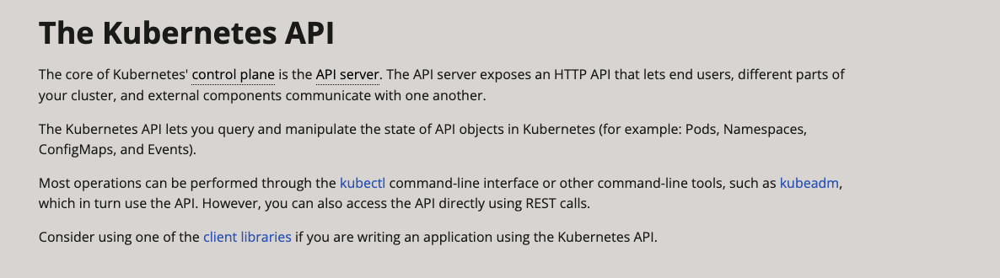 The Kubernetes API
The core of Kubernetes' control plane is the API server. The API server exposes an HTTP API that lets end users, different parts of
your cluster, and external components communicate with one another.
The Kubernetes API lets you query and manipulate the state of API objects in Kubernetes (for example: Pods, Namespaces,
ConfigMaps, and Events).
Most operations can be performed through the kubectl command-line interface or other command-line tools, such as kubeadm,
which in turn use the API. However, you can also access the API directly using REST calls.
Consider using one of the client libraries if you are writing an application using the Kubernetes API.